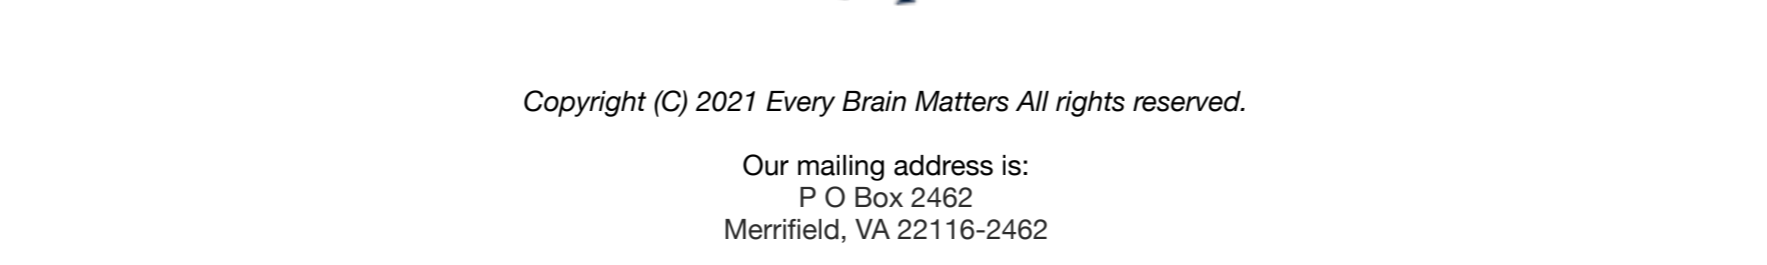 Copyright (C) 2021 Every Brain Matters All rights reserved.
Our mailing address is:
P O Box 2462
Merrifield, VA 22116-2462